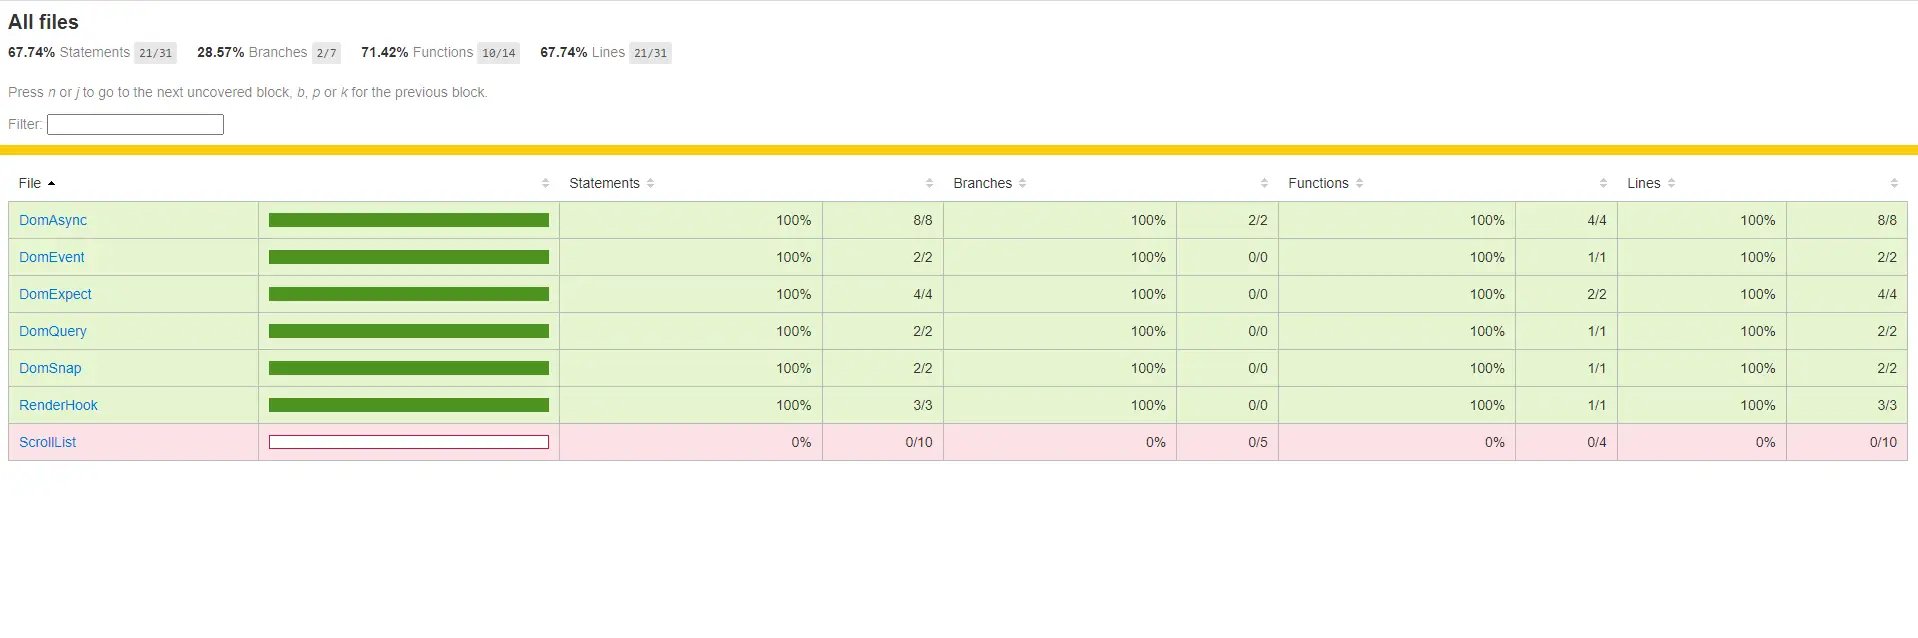 All files
67.74% Statements 21/31 28.57% Branches 2/7 71.42% Functions 10/14 67.74% Lines 21/31
Press n or j to go to the next uncovered block, b, p or k for the previous block.
Filter:
File Statements Branches Functions Lines
DomAsync 100% 8/8 100% 2/2 100% 4/4 100% 8/8
DomEvent 100% 2/2 100% 0/0 100% 1/1 100% 2/2
DomExpect 100% 4/4 100% 0/0 100% 2/2 100% 4/4
DomQuery 100% 2/2 100% 0/0 100% 1/1 100% 2/2
DomSnap 100% 2/2 100% 0/0 100% 1/1 100% 2/2
RenderHook 100% 3/3 100% 0/0 100% 1/1 100% 3/3
ScrollList 0% 0/10 0% 0/5 0% 0/4 0% 0/10